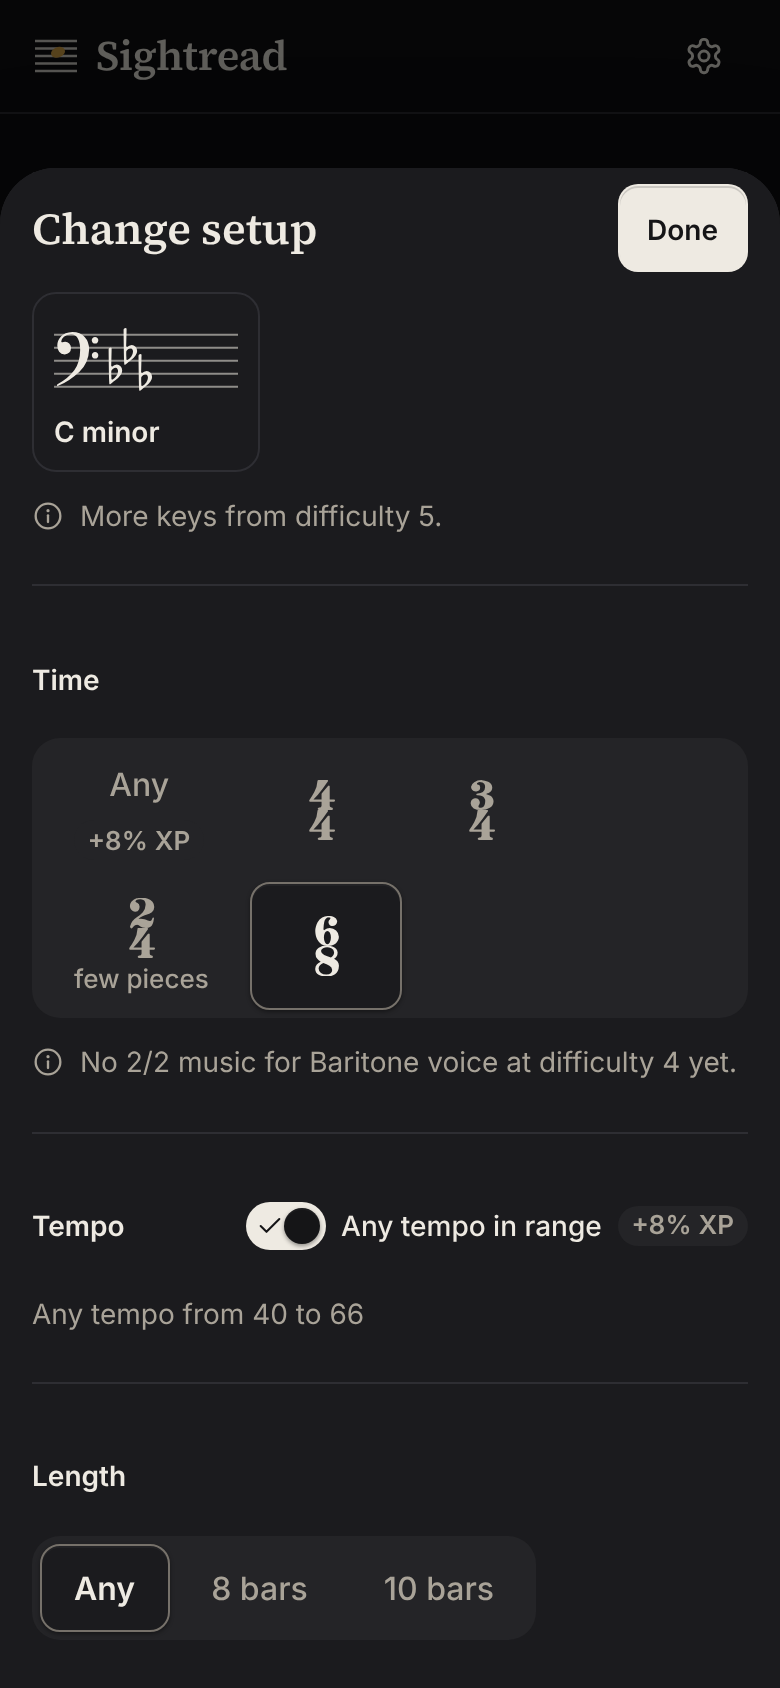 Sightread
Change setup
Done
C minor
More keys from difficulty 5.
Time
Any
+8% XP
4
4
3
4
2
4
few pieces
6
8
No 2/2 music for Baritone voice at difficulty 4 yet.
Tempo
Any tempo in range
+8% XP
Any tempo from 40 to 66
Length
Any
8 bars
10 bars